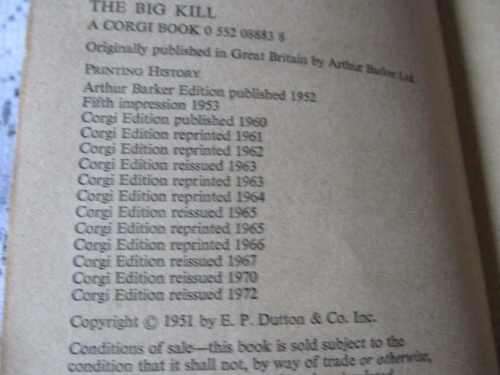 THE BIG KILL
A CORGI BOOK 0 552 08883 8
Originally published in Great Britain by Arthur Barker Ltd.
PRINTING HISTORY
Arthur Barker Edition published 1952
Fifth impression 1953
Corgi Edition published 1960
Corgi Edition reprinted 1961
Corgi Edition reprinted 1962
Corgi Edition reissued 1963
Corgi Edition reprinted 1963
Corgi Edition reprinted 1964
Corgi Edition reissued 1965
Corgi Edition reprinted 1965
Corgi Edition reprinted 1966
Corgi Edition reissued 1967
Corgi Edition reissued 1970
Corgi Edition reissued 1972
Copyright © 1951 by E. P. Dutton & Co. Inc.
Conditions of sale—this book is sold subject to the
condition that it shall not, by way of trade or otherwise,